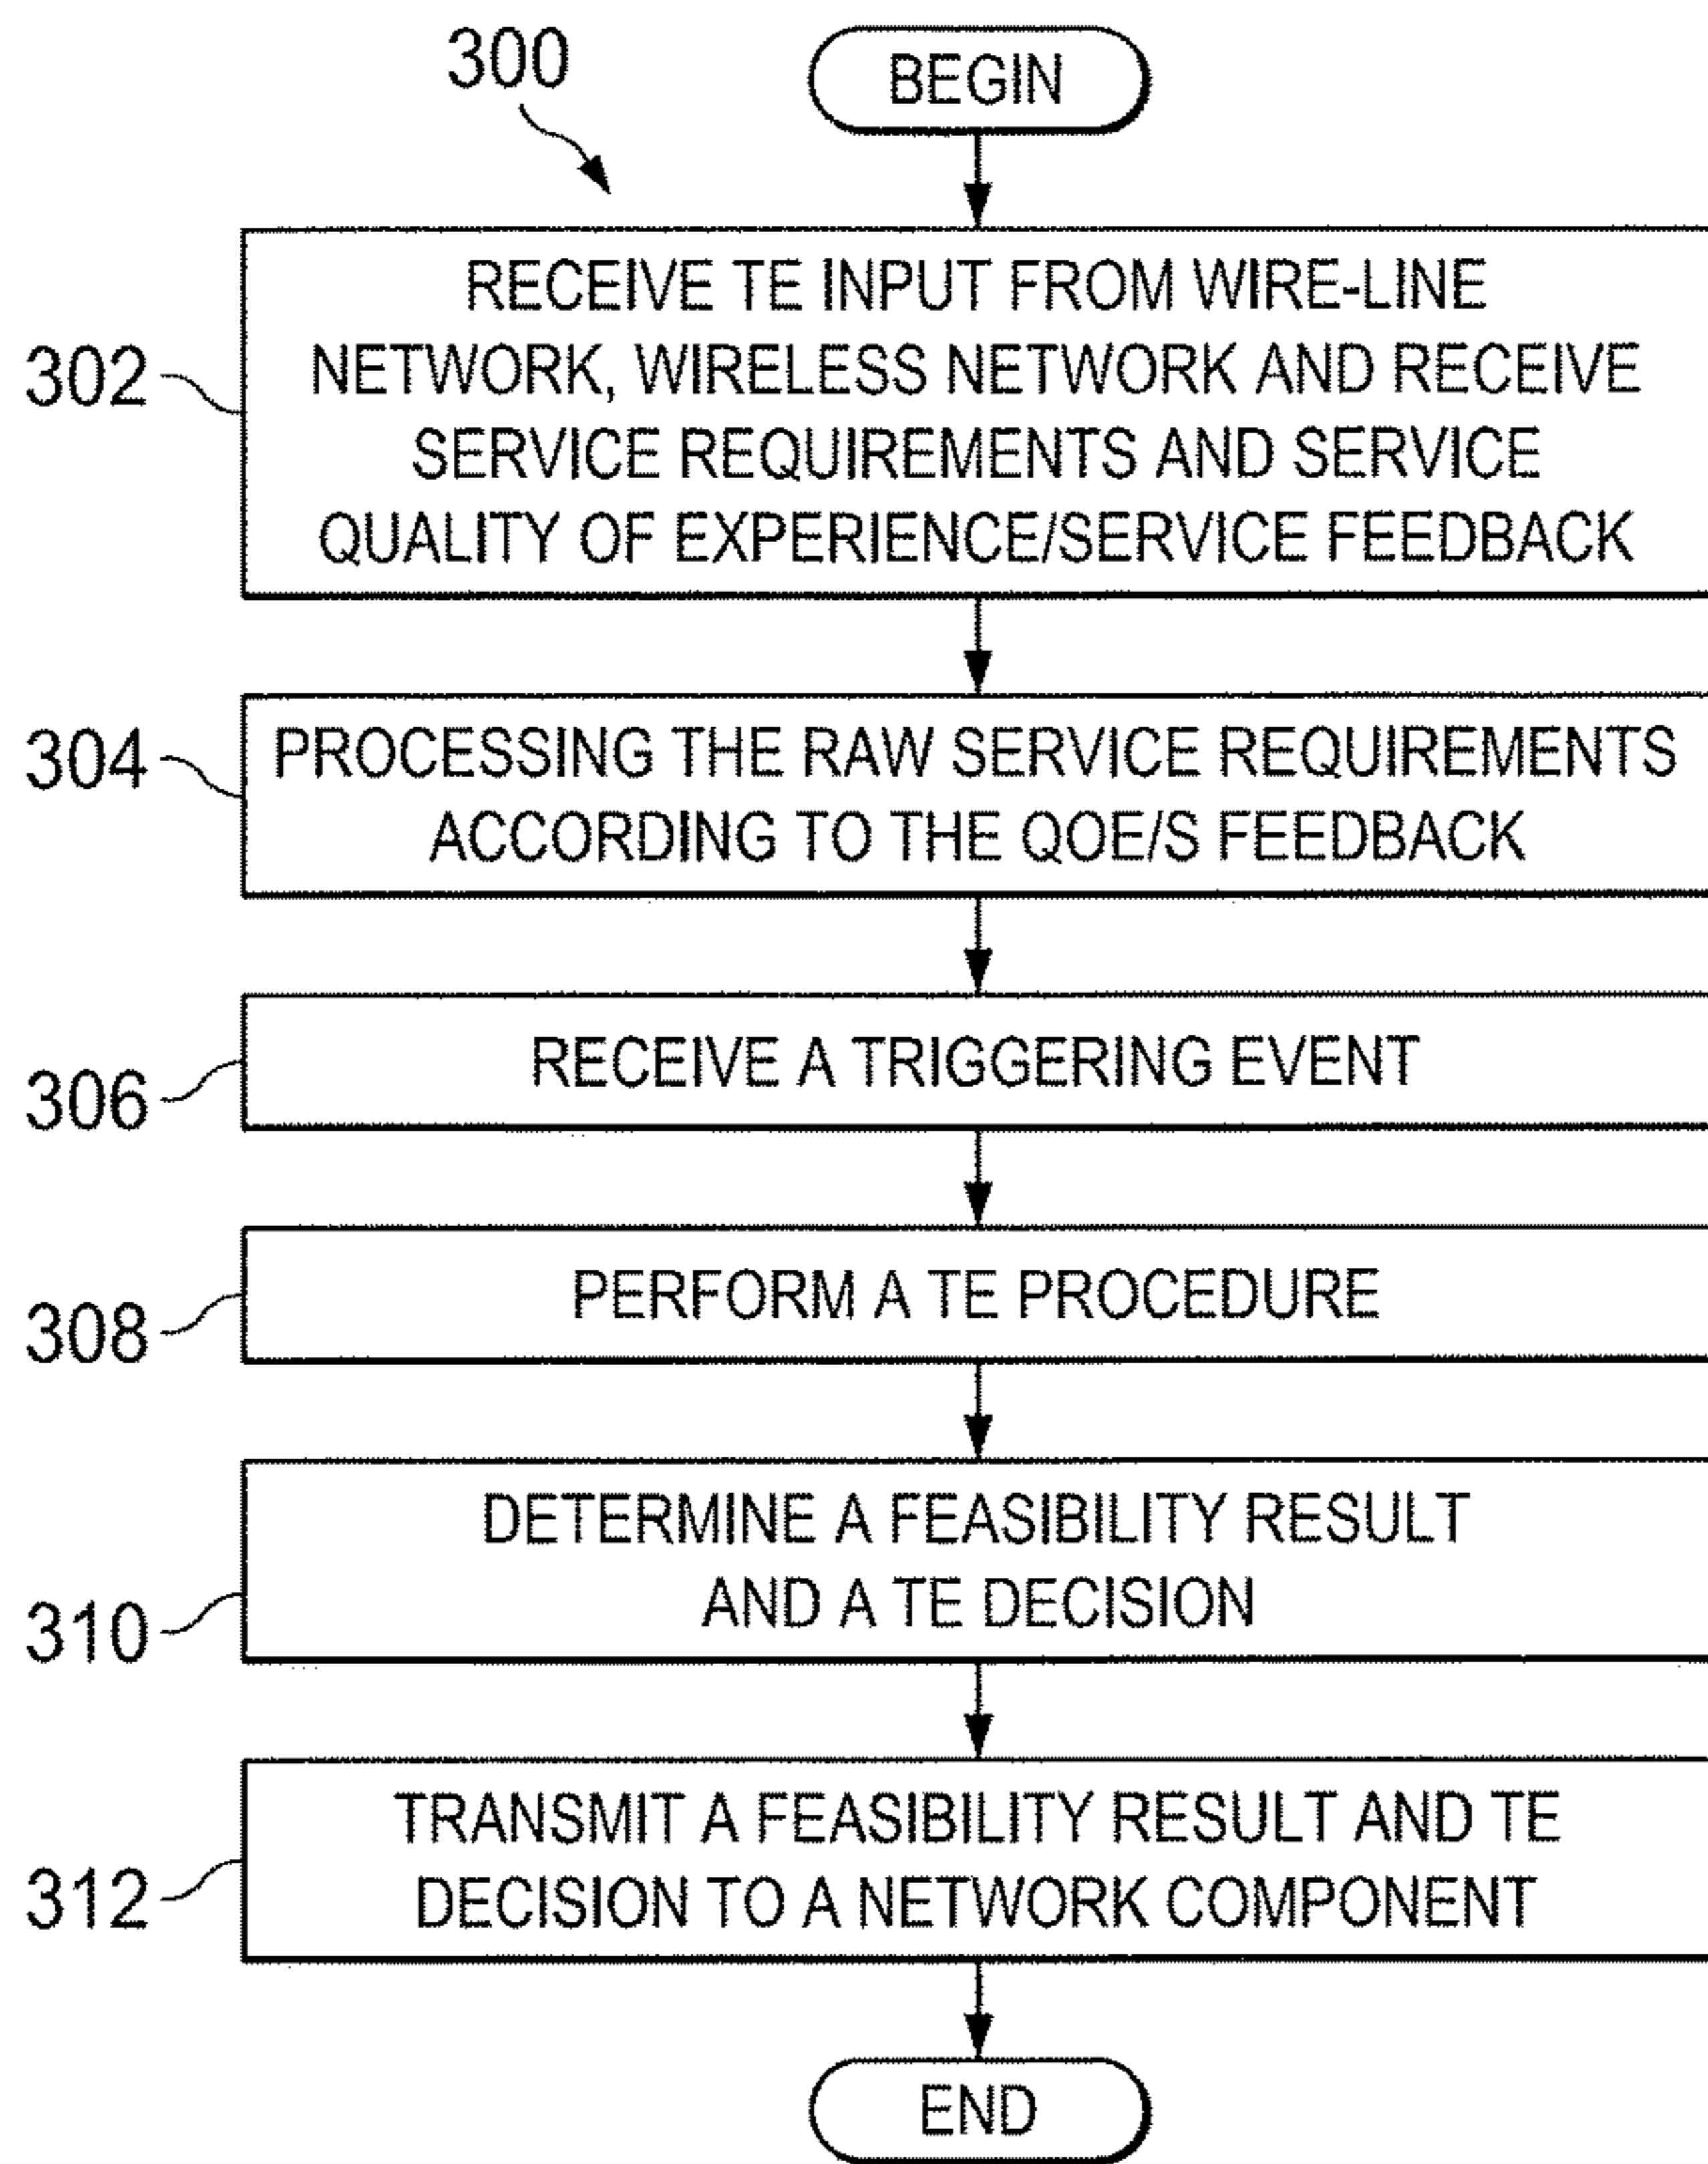 300
BEGIN
302
RECEIVE TE INPUT FROM WIRE-LINE
NETWORK, WIRELESS NETWORK AND RECEIVE
SERVICE REQUIREMENTS AND SERVICE
QUALITY OF EXPERIENCE/SERVICE FEEDBACK
304
PROCESSING THE RAW SERVICE REQUIREMENTS
ACCORDING TO THE QOE/S FEEDBACK
306
RECEIVE A TRIGGERING EVENT
308
PERFORM A TE PROCEDURE
310
DETERMINE A FEASIBILITY RESULT
AND A TE DECISION
312
TRANSMIT A FEASIBILITY RESULT AND TE
DECISION TO A NETWORK COMPONENT
END